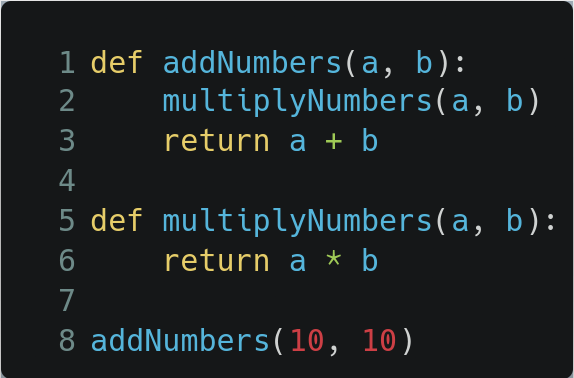 1 def addNumbers(a, b):
2     multiplyNumbers(a, b)
3     return a + b
4
5 def multiplyNumbers(a, b):
6     return a * b
7
8 addNumbers(10, 10)